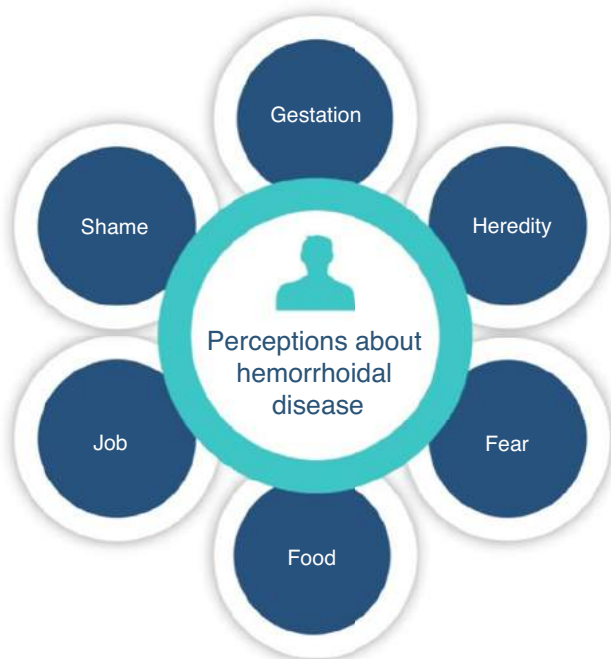 Gestation
Shame
Heredity
Perceptions about
hemorrhoidal
disease
Job
Fear
Food